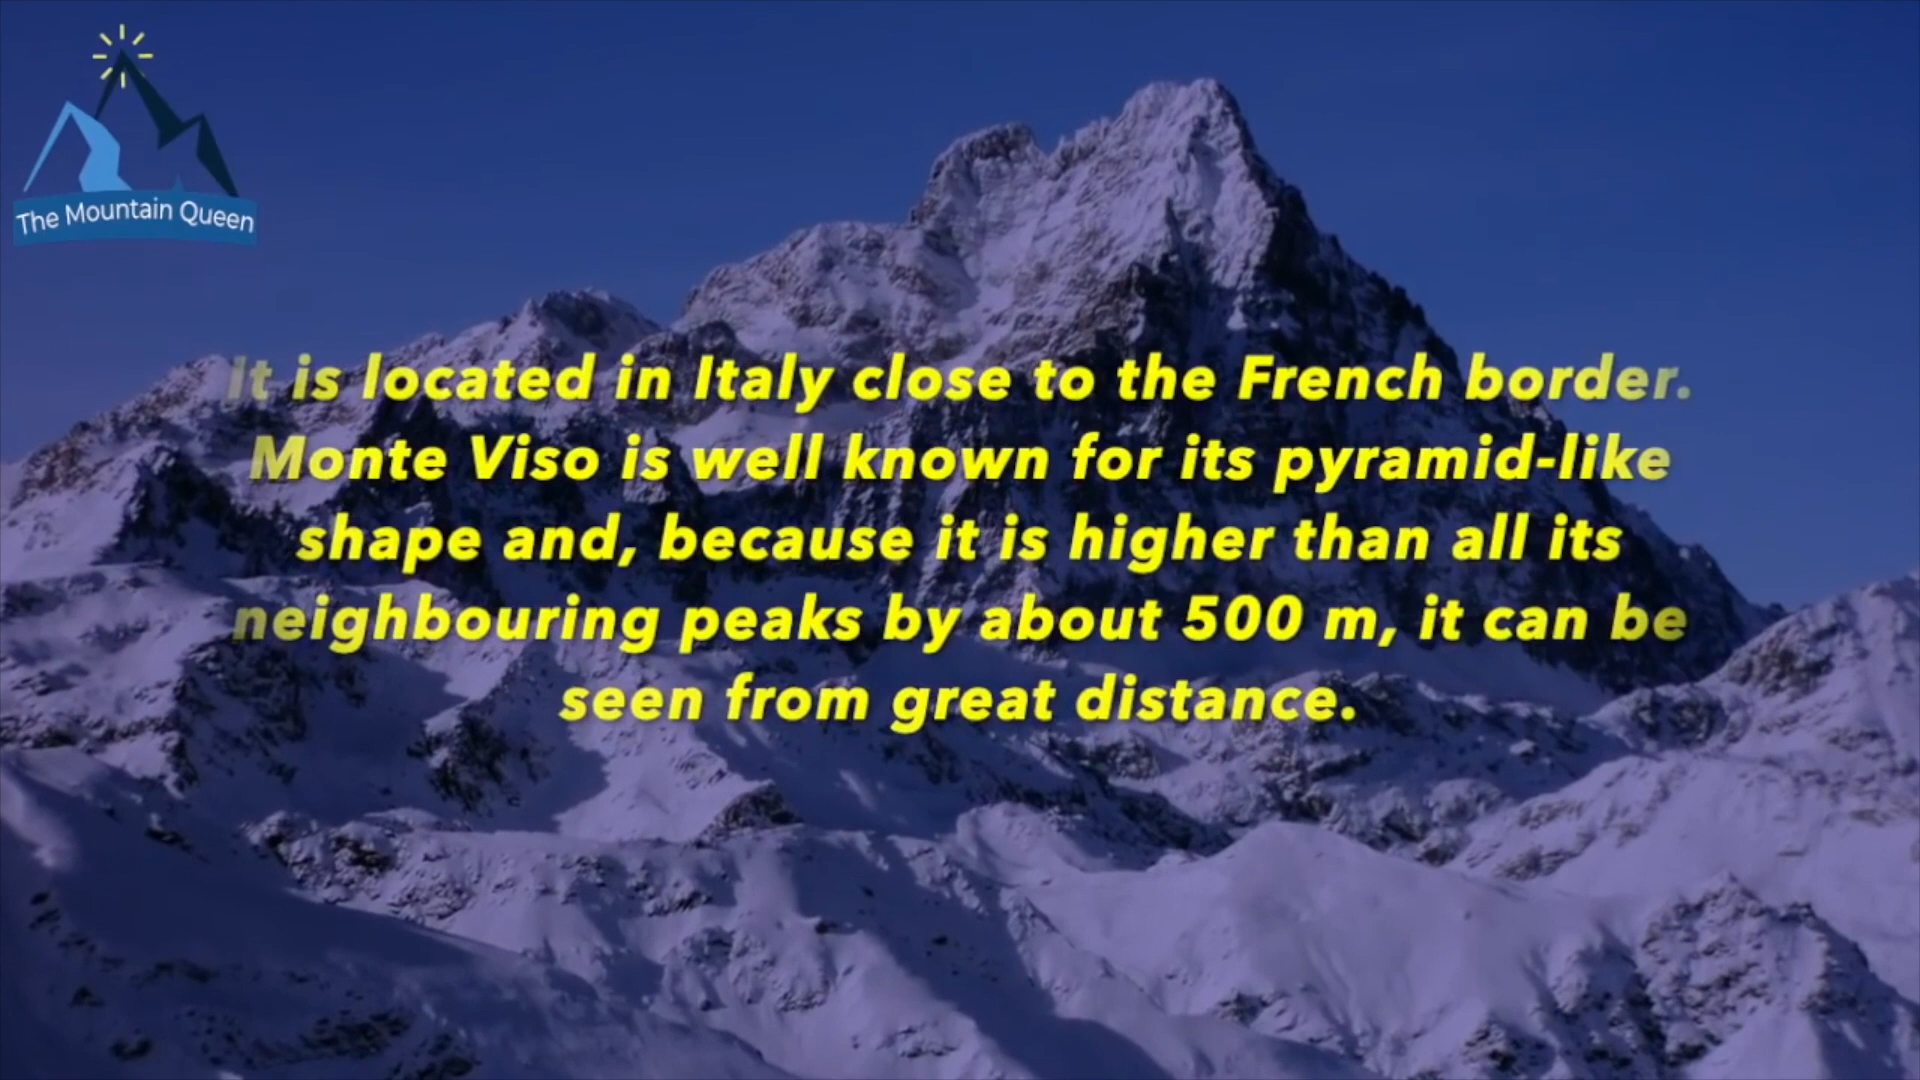 The Mountain Queen
It is located in Italy close to the French border.
Monte Viso is well known for its pyramid-like
shape and, because it is higher than all its
neighbouring peaks by about 500 m, it can be
seen from great distance.